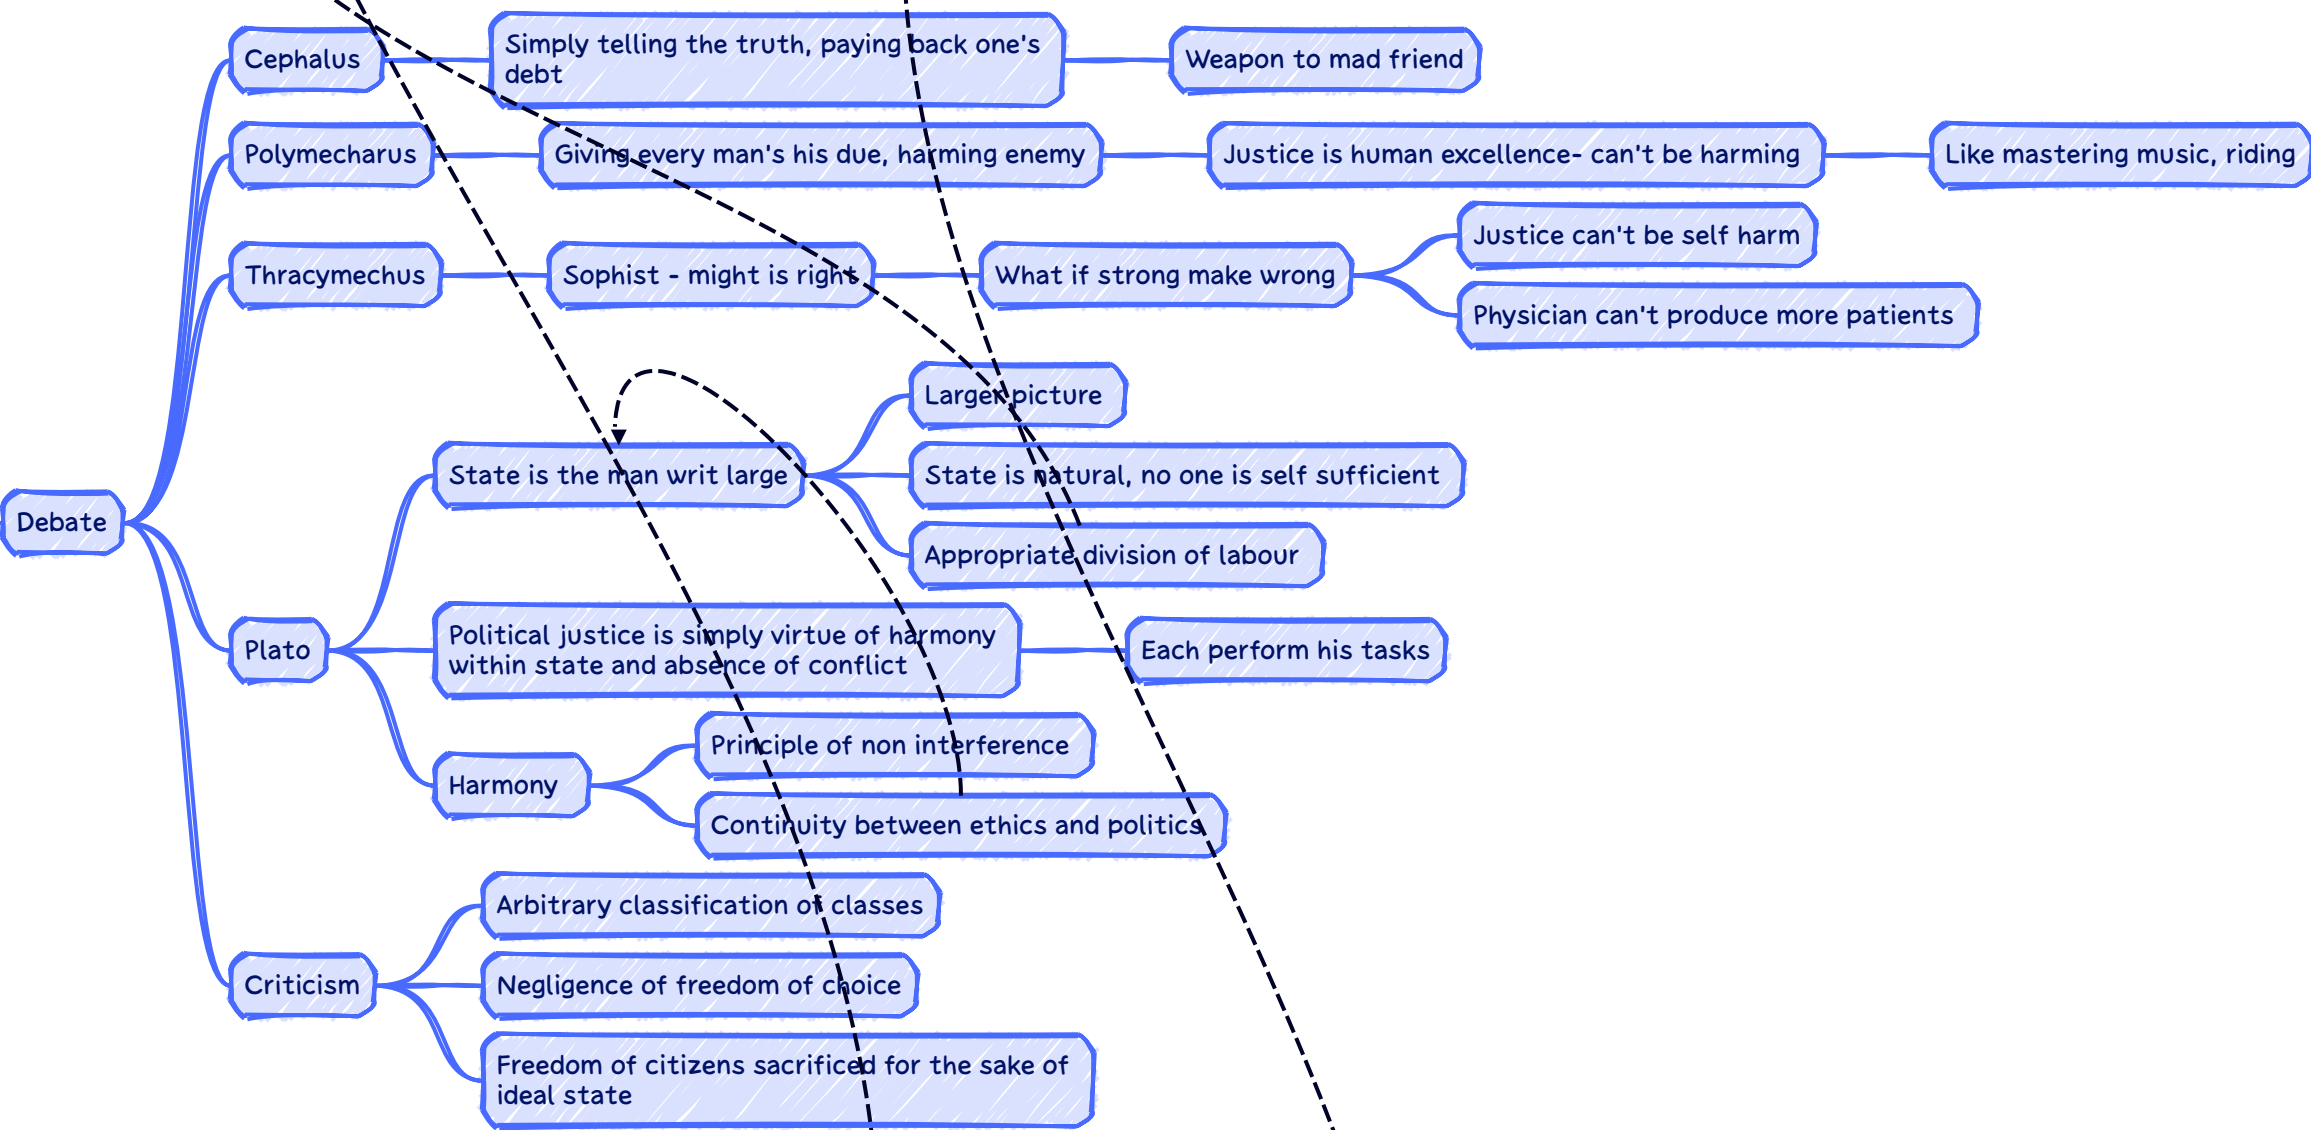 Cephalus
Simply telling the truth, paying back one's
debt
Weapon to mad friend
Polymecharus
Giving every man's his due, harming enemy
Justice is human excellence- can't be harming
Like mastering music, riding
Thracymechus
Sophist - might is right
What if strong make wrong
Justice can't be self harm
Physician can't produce more patients
Debate
Plato
State is the man writ large
Larger picture
State is natural, no one is self sufficient
Appropriate division of labour
Political justice is simply virtue of harmony
within state and absence of conflict
Each perform his tasks
Harmony
Principle of non interference
Continuity between ethics and politics
Criticism
Arbitrary classification of classes
Negligence of freedom of choice
Freedom of citizens sacrificed for the sake of
ideal state